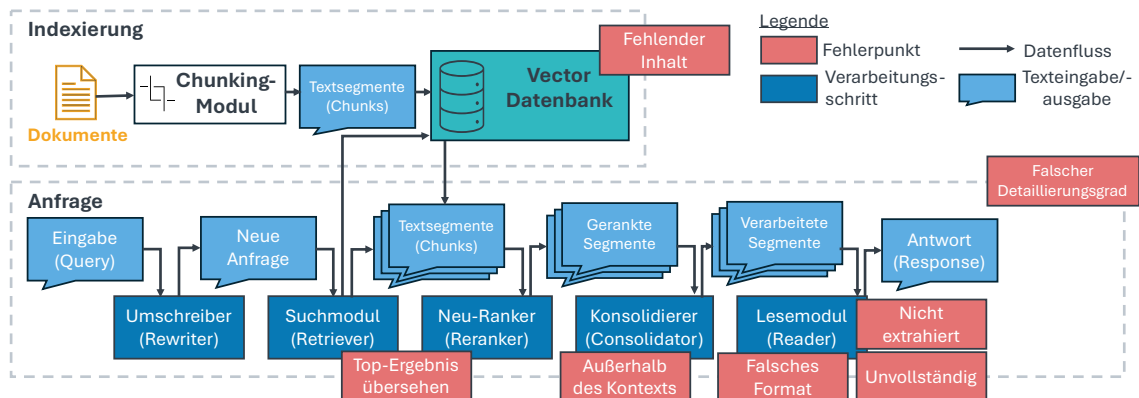 Indexierung
Dokumente
Chunking-
Modul
Textsegmente
(Chunks)
Vector
Datenbank
Fehlender
Inhalt
Legende
Fehlerpunkt
Datenfluss
Verarbeitungs-
schritt
Texteingabe/-
ausgabe
Falscher
Detaillierungsgrad
Anfrage
Eingabe
(Query)
Neue
Anfrage
Textsegmente
(Chunks)
Gerankte
Segmente
Verarbeitete
Segmente
Antwort
(Response)
Umschreiber
(Rewriter)
Suchmodul
(Retriever)
Neu-Ranker
(Reranker)
Konsolidierer
(Consolidator)
Lesemodul
(Reader)
Nicht
extrahiert
Top-Ergebnis
übersehen
Außerhalb
des Kontexts
Falsches
Format
Unvollständig